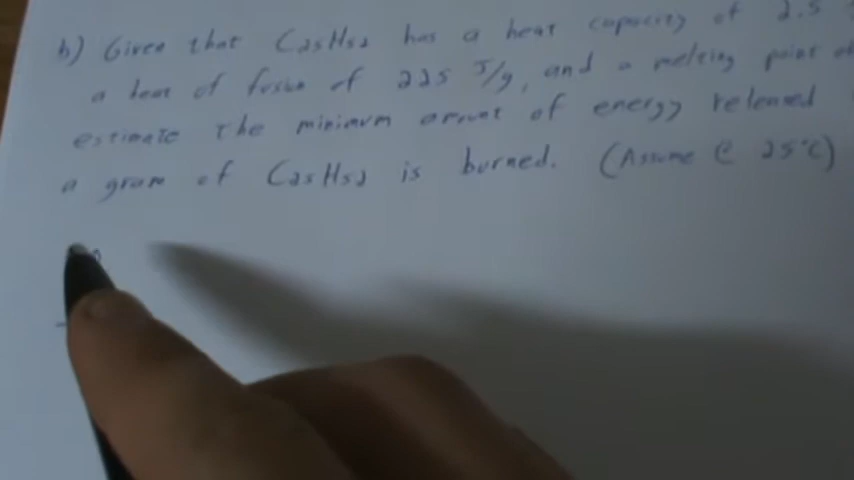 b) Given that C25H52 has a heat capacity of 2.5
a heat of fusion of 225 J/g, and a melting point of
estimate the minimum amount of energy released
a gram of C25H52 is burned. (Assume @ 25°C)